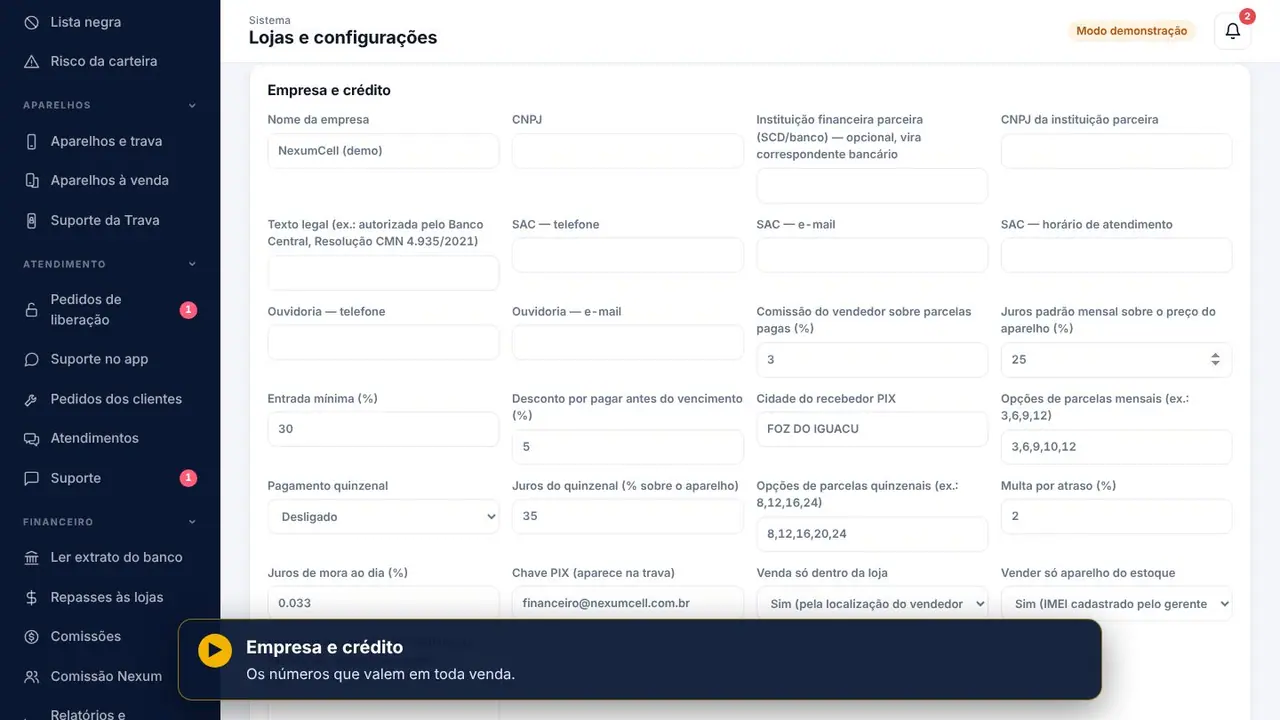 Lista negra
Risco da carteira
APARELHOS
Aparelhos e trava
Aparelhos à venda
Suporte da Trava
ATENDIMENTO
Pedidos de
liberação
1
Suporte no app
Pedidos dos clientes
Atendimentos
Suporte
1
FINANCEIRO
Ler extrato do banco
Repasses às lojas
Comissões
Comissão Nexum
Relatórios e
Sistema
Lojas e configurações
Modo demonstração
2
Empresa e crédito
Nome da empresa
NexumCell (demo)
CNPJ
Instituição financeira parceira
(SCD/banco) — opcional, vira
correspondente bancário
CNPJ da instituição parceira
Texto legal (ex.: autorizada pelo Banco
Central, Resolução CMN 4.935/2021)
SAC — telefone
SAC — e-mail
SAC — horário de atendimento
Ouvidoria — telefone
Ouvidoria — e-mail
Comissão do vendedor sobre parcelas
pagas (%)
3
Juros padrão mensal sobre o preço do
aparelho (%)
25
Entrada mínima (%)
30
Desconto por pagar antes do vencimento
(%)
5
Cidade do recebedor PIX
FOZ DO IGUACU
Opções de parcelas mensais (ex.:
3,6,9,12)
3,6,9,10,12
Pagamento quinzenal
Desligado
Juros do quinzenal (% sobre o aparelho)
35
Opções de parcelas quinzenais (ex.:
8,12,16,24)
8,12,16,20,24
Multa por atraso (%)
2
Juros de mora ao dia (%)
0.033
Chave PIX (aparece na trava)
financeiro@nexumcell.com.br
Venda só dentro da loja
Sim (pela localização do vendedor
Vender só aparelho do estoque
Sim (IMEI cadastrado pelo gerente
Empresa e crédito
Os números que valem em toda venda.